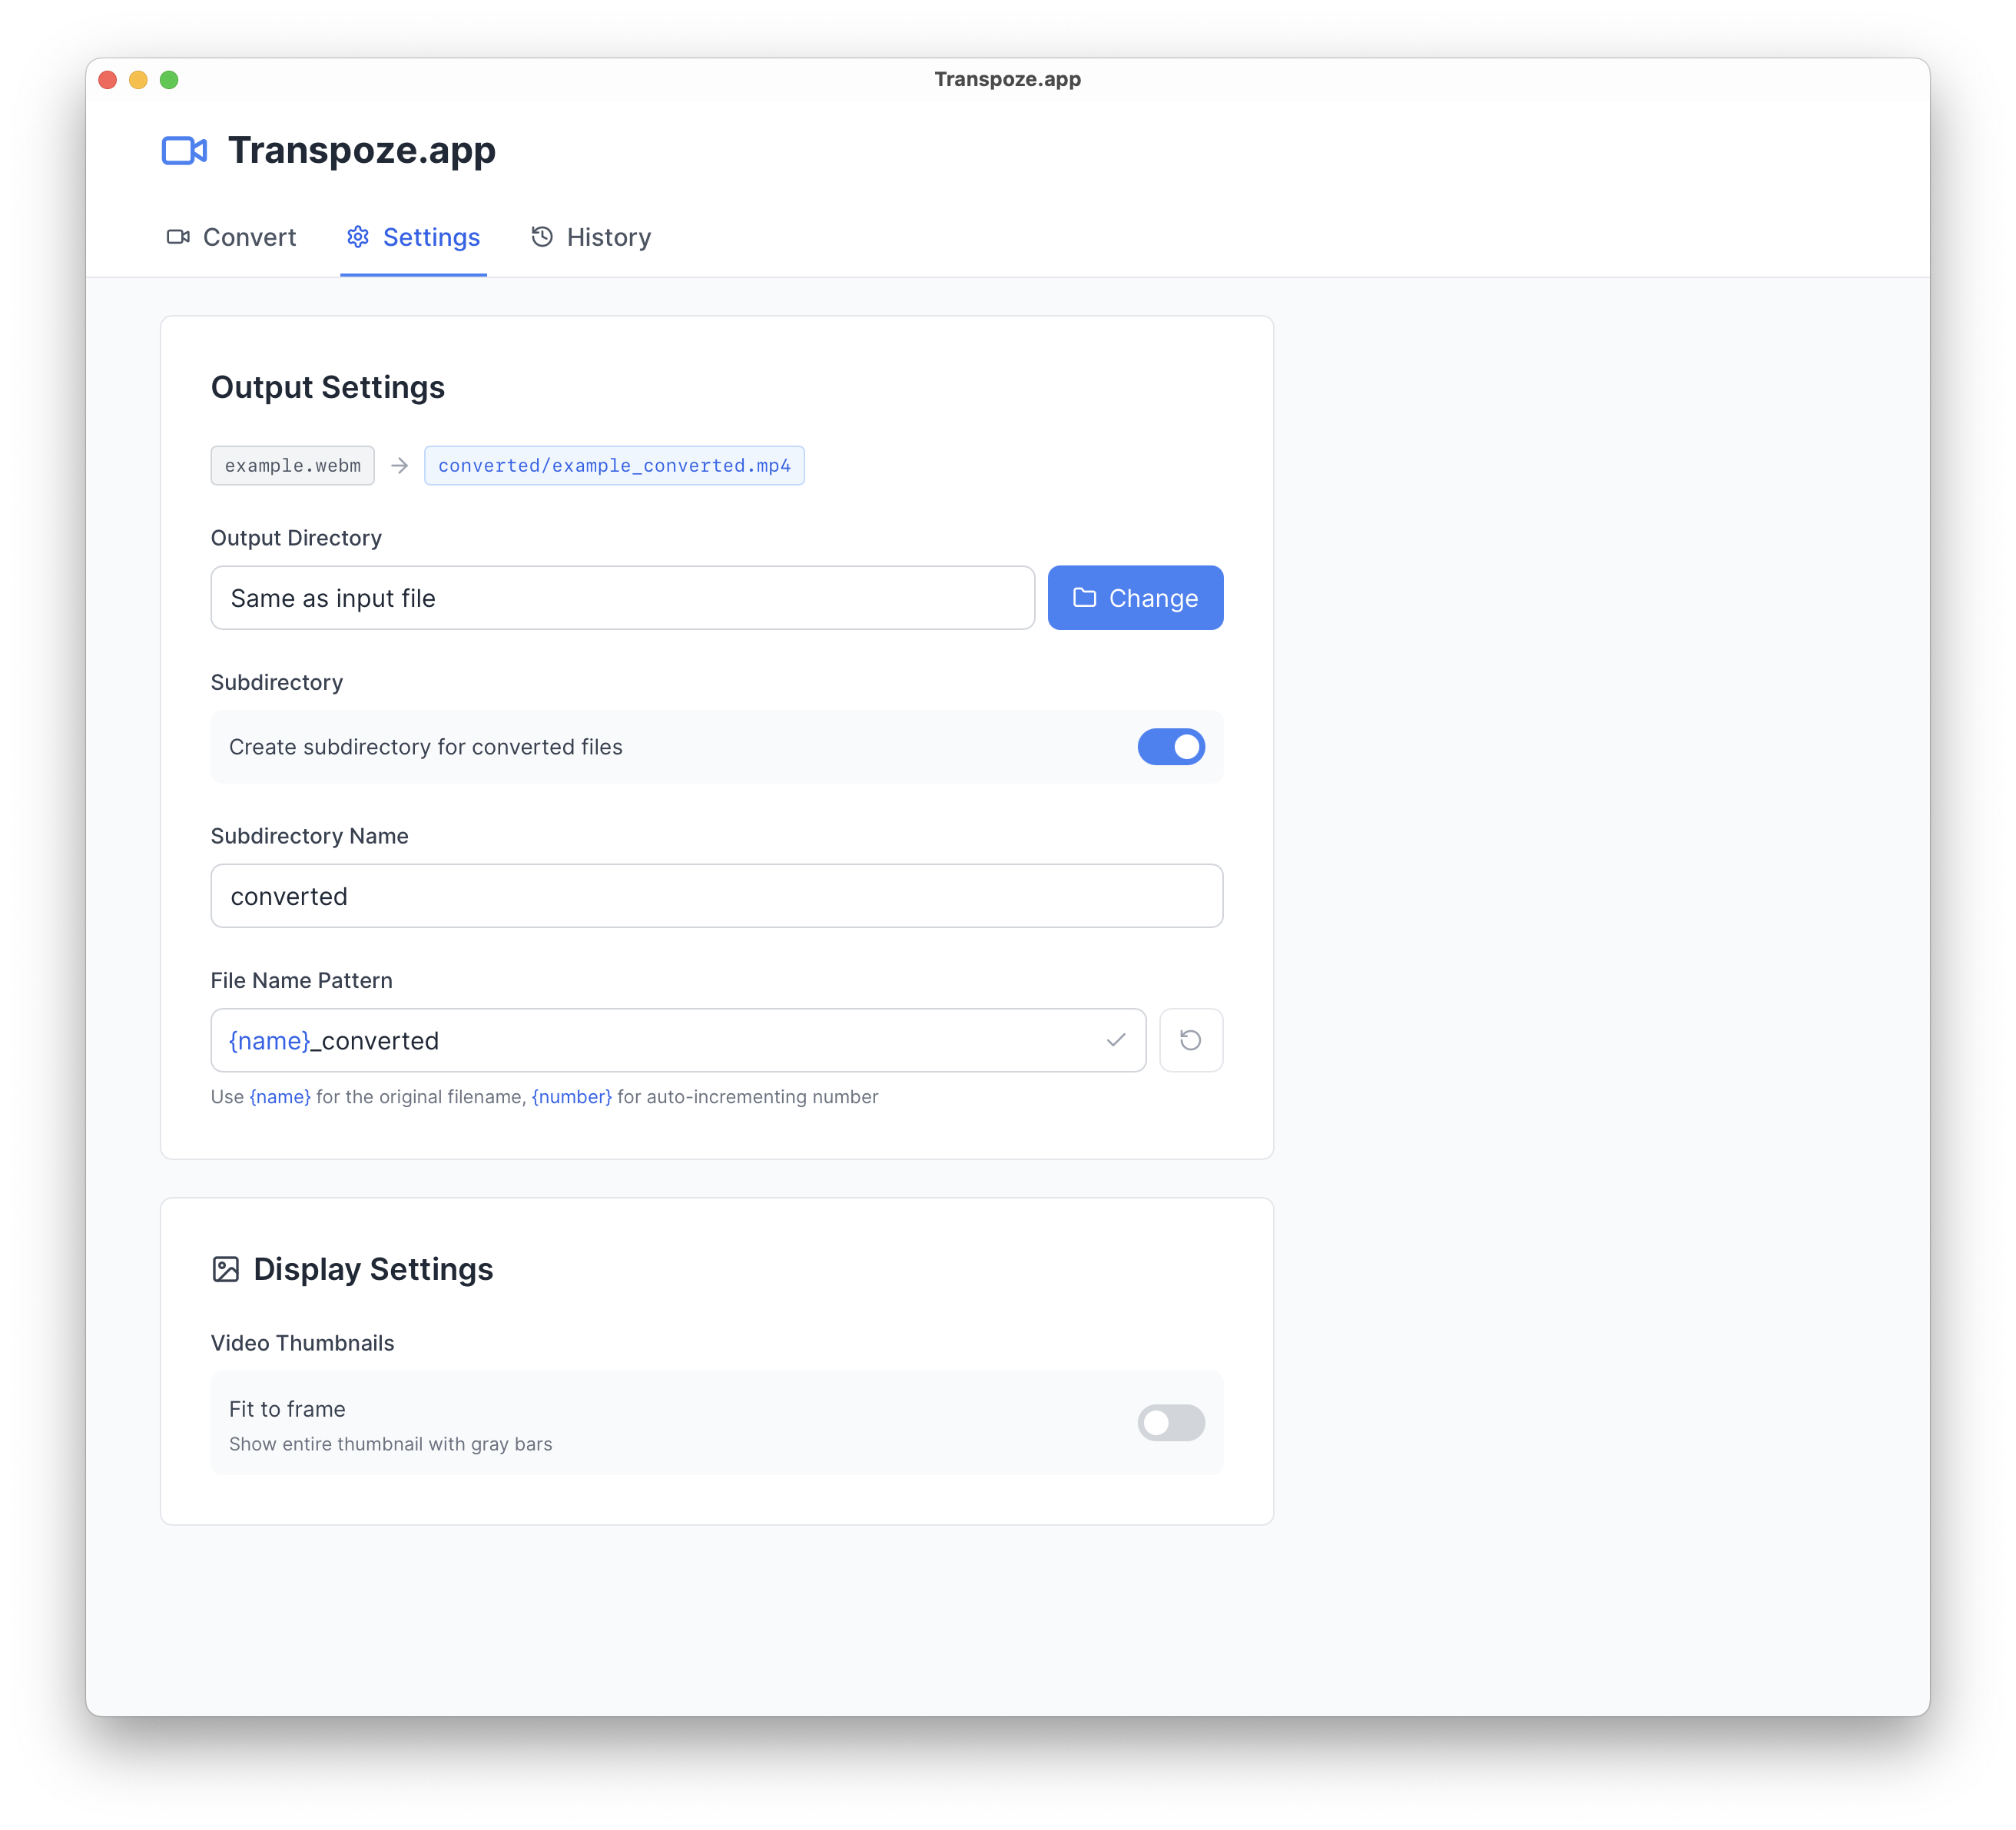 Transpoze.app
Transpoze.app
Convert Settings History
Output Settings
example.webm → converted/example_converted.mp4
Output Directory
Same as input file Change
Subdirectory
Create subdirectory for converted files
Subdirectory Name
converted
File Name Pattern
{name}_converted
Use {name} for the original filename, {number} for auto-incrementing number
Display Settings
Video Thumbnails
Fit to frame
Show entire thumbnail with gray bars